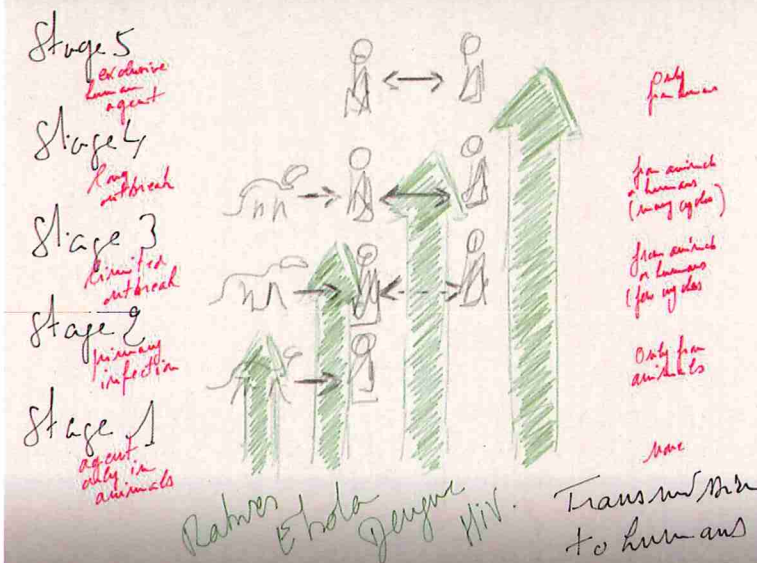 Stage 5
exclusive
human
agent
only
from humans
Stage 4
long
outbreak
from animals
or humans
(many cycles)
Stage 3
limited
outbreak
from animals
or humans
(few cycles
Stage 2
primary
infection
Only from
animals
Stage 1
agent
only in
animals
None
Rabies
Ebola
Dengue
HIV.
Transmission
to humans